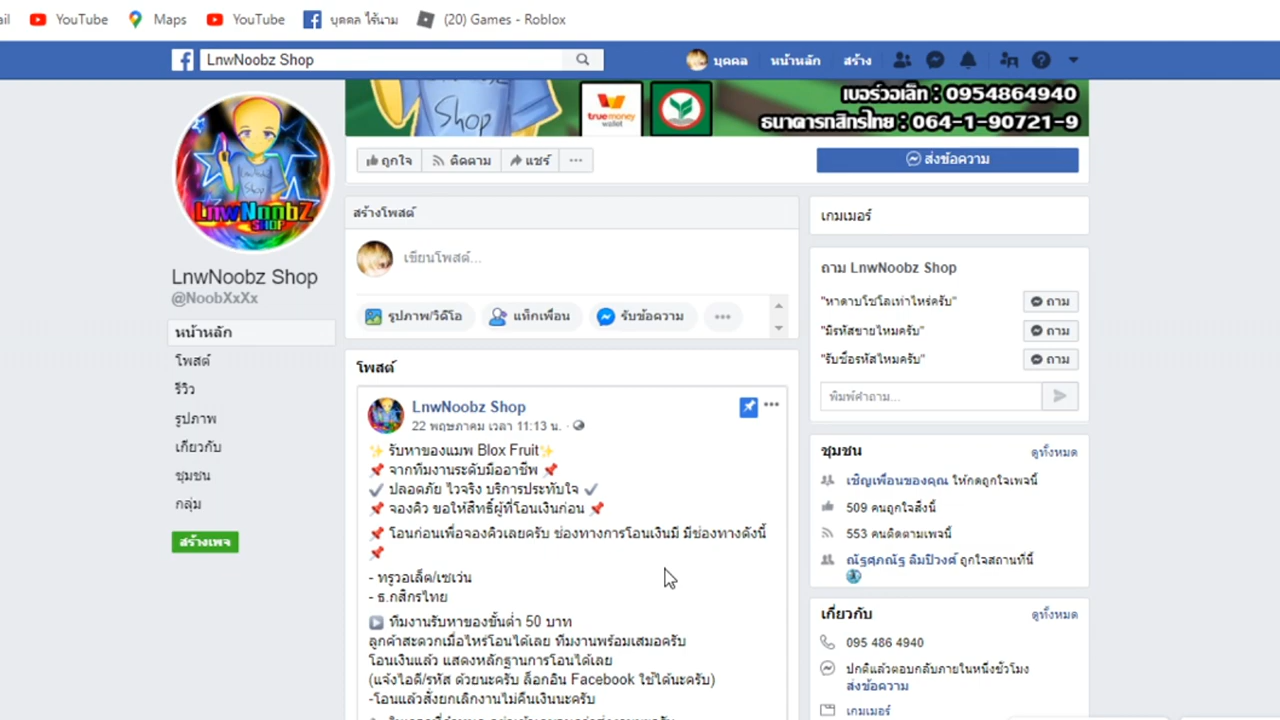 ail YouTube Maps YouTube บุคคล ไร้นาม (20) Games - Roblox
LnwNoobz Shop บุคคล หน้าหลัก สร้าง
Shop truemoney wallet เบอร์วอเล็ท : 0954864940
ธนาคารกสิกรไทย : 064-1-90721-9
ถูกใจ ติดตาม แชร์ ... ส่งข้อความ
LnwNoobZ
SHOP
LnwNoobz Shop
@NoobXxXx
หน้าหลัก
โพสต์
รีวิว
รูปภาพ
เกี่ยวกับ
ชุมชน
กลุ่ม
สร้างเพจ
สร้างโพสต์
เขียนโพสต์...
รูปภาพ/วิดีโอ แท็กเพื่อน รับข้อความ ...
โพสต์
LnwNoobz Shop
22 พฤษภาคม เวลา 11:13 น. ·
✨ รับหาของแมพ Blox Fruit✨
📌 จากทีมงานระดับมืออาชีพ 📌
✔ ปลอดภัย ไวจริง บริการประทับใจ ✔
📌 จองคิว ขอให้สิทธิ์ผู้ที่โอนเงินก่อน 📌
📌 โอนก่อนเพื่อจองคิวเลยครับ ช่องทางการโอนเงินมี มีช่องทางดังนี้
📌
- ทรูวอเล็ต/เซเว่น
- ธ.กสิกรไทย
▶ ทีมงานรับหาของขั้นต่ำ 50 บาท
ลูกค้าสะดวกเมื่อไหร่โอนได้เลย ทีมงานพร้อมเสมอครับ
โอนเงินแล้ว แสดงหลักฐานการโอนได้เลย
(แจ้งไอดี/รหัส ด้วยนะครับ ล็อกอิน Facebook ใช้ได้นะครับ)
-โอนแล้วสั่งยกเลิกงานไม่คืนเงินนะครับ
เกมเมอร์
ถาม LnwNoobz Shop
"หาดาบโซโลเท่าไหร่ครับ" ถาม
"มีรหัสขายไหมครับ" ถาม
"รับซื้อรหัสไหมครับ" ถาม
พิมพ์คำถาม...
ชุมชน ดูทั้งหมด
เชิญเพื่อนของคุณ ให้กดถูกใจเพจนี้
509 คนถูกใจสิ่งนี้
553 คนติดตามเพจนี้
ณัฐศุภณัฐ ลิมปิวงศ์ ถูกใจสถานที่นี้
เกี่ยวกับ ดูทั้งหมด
095 486 4940
ปกติแล้วตอบกลับภายในหนึ่งชั่วโมง
ส่งข้อความ
เกมเมอร์